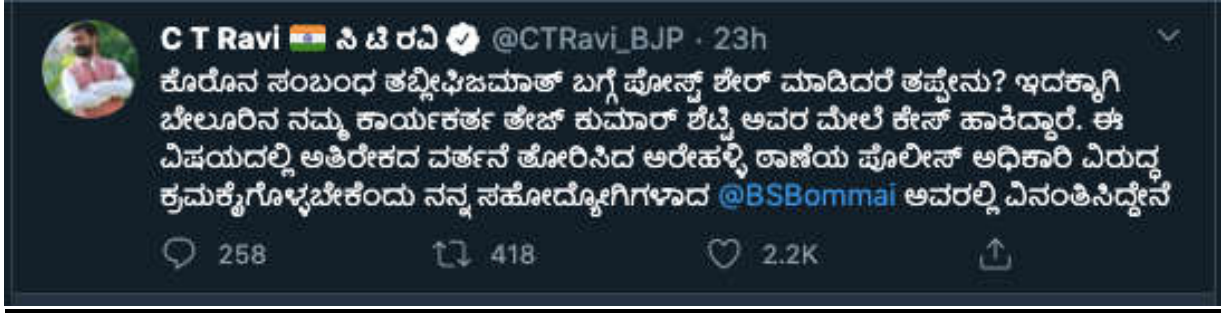 C T Ravi 🇮🇳 ಸಿ ಟಿ ರವಿ @CTRavi_BJP · 23h
ಕೊರೊನ ಸಂಬಂಧ ತಬ್ಲೀಘಿಜಮಾತ್ ಬಗ್ಗೆ ಪೋಸ್ಟ್ ಶೇರ್ ಮಾಡಿದರೆ ತಪ್ಪೇನು? ಇದಕ್ಕಾಗಿ
ಬೇಲೂರಿನ ನಮ್ಮ ಕಾರ್ಯಕರ್ತ ತೇಜ್ ಕುಮಾರ್ ಶೆಟ್ಟಿ ಅವರ ಮೇಲೆ ಕೇಸ್ ಹಾಕಿದ್ದಾರೆ. ಈ
ವಿಷಯದಲ್ಲಿ ಅತಿರೇಕದ ವರ್ತನೆ ತೋರಿಸಿದ ಅರೇಹಳ್ಳಿ ಠಾಣೆಯ ಪೊಲೀಸ್ ಅಧಿಕಾರಿ ವಿರುದ್ಧ
ಕ್ರಮಕೈಗೊಳ್ಳಬೇಕೆಂದು ನನ್ನ ಸಹೋದ್ಯೋಗಿಗಳಾದ @BSBommai ಅವರಲ್ಲಿ ವಿನಂತಿಸಿದ್ದೇನೆ
258 418 2.2K